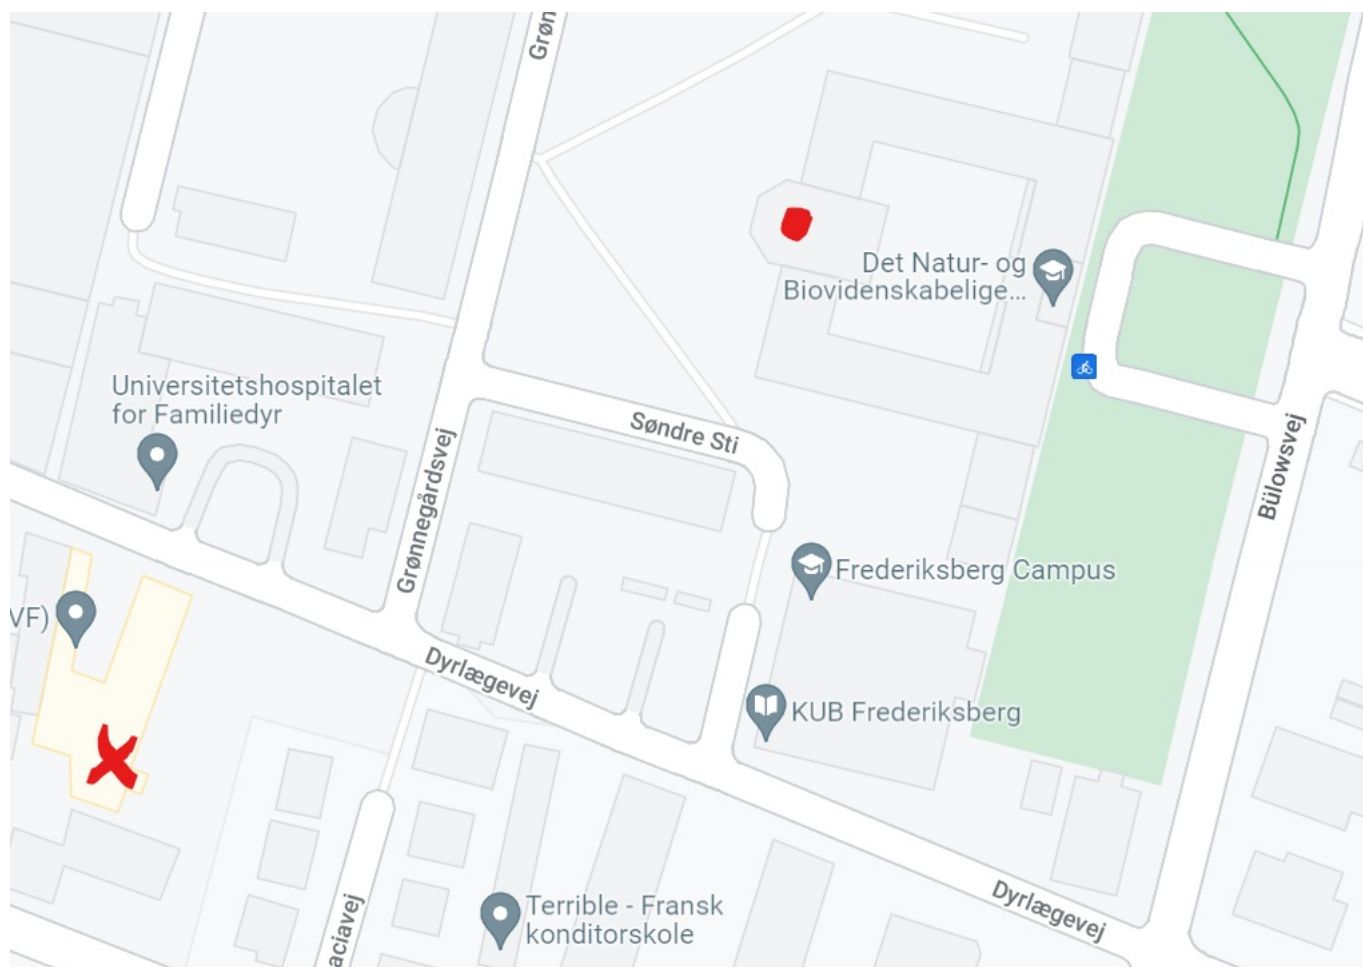 Grøn
Det Natur- og
Biovidenskabelige...
Universitetshospitalet
for Familiedyr
Søndre Sti
Grønnegårdsvej
Bülowsvej
Frederiksberg Campus
VF)
Dyrlægevej
KUB Frederiksberg
Terrible - Fransk
konditorskole
Dyrlægevej
aciavej